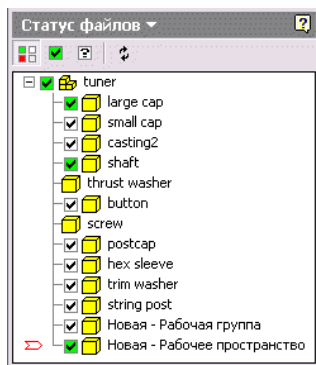 Статус файлов
tuner
large cap
small cap
casting2
shaft
thrust washer
button
screw
postcap
hex sleeve
trim washer
string post
Новая - Рабочая группа
Новая - Рабочее пространство